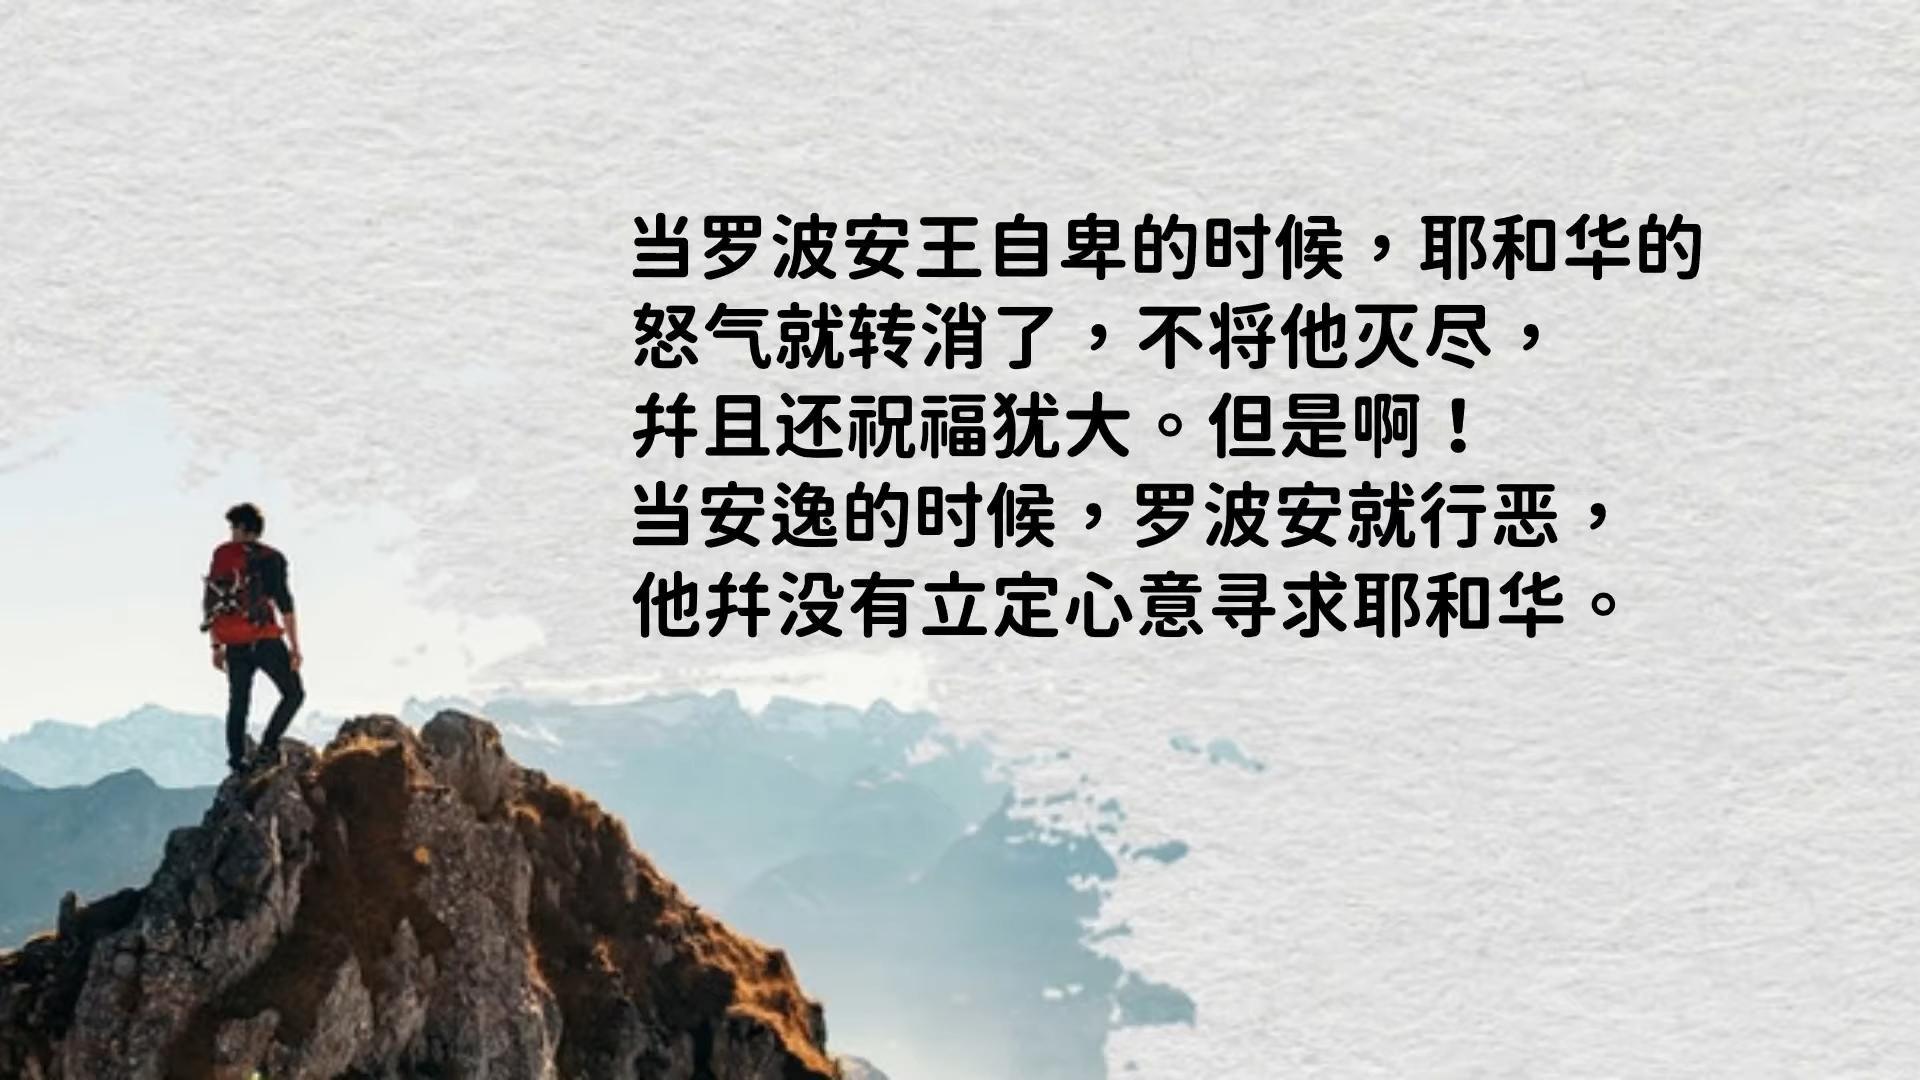 当罗波安王自卑的时候，耶和华的
怒气就转消了，不将他灭尽，
幷且还祝福犹大。但是啊！
当安逸的时候，罗波安就行恶，
他幷没有立定心意寻求耶和华。